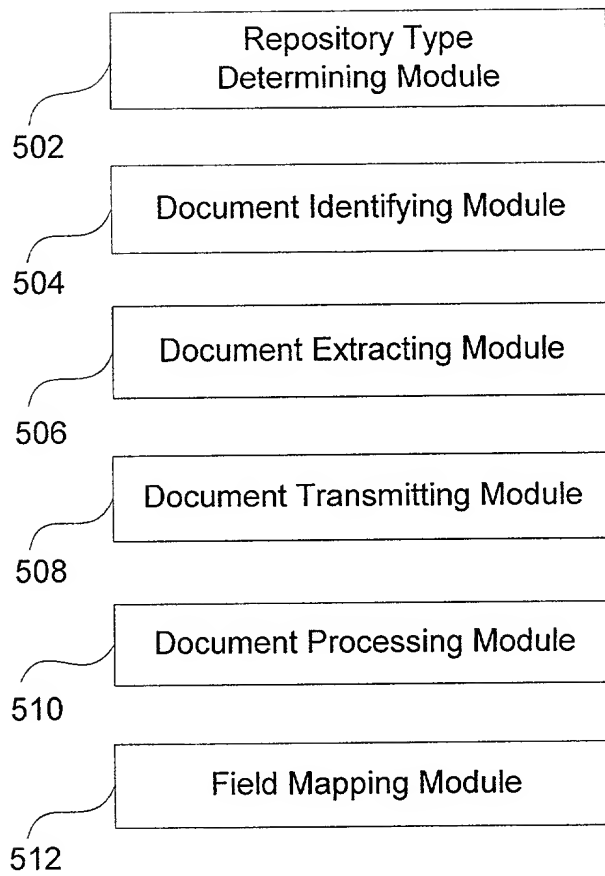 Repository Type
Determining Module
502
Document Identifying Module
504
Document Extracting Module
506
Document Transmitting Module
508
Document Processing Module
510
Field Mapping Module
512